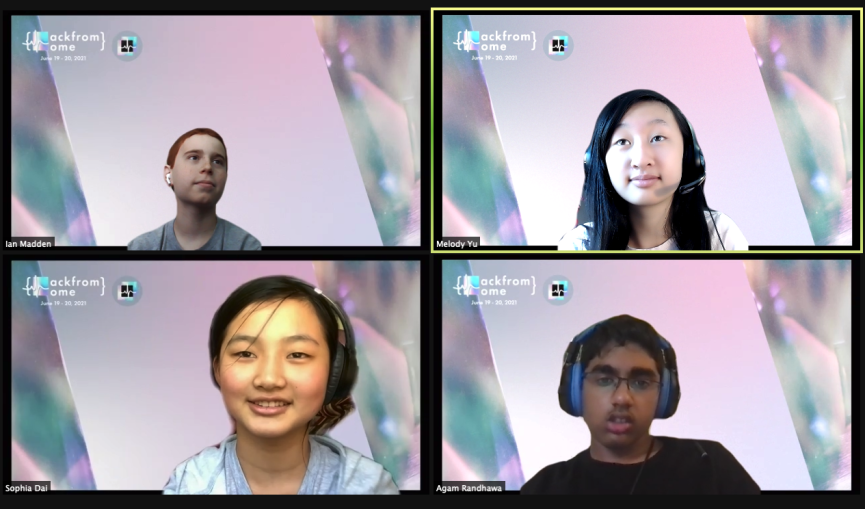 { ackfrom
ome }
June 19 - 20, 2021
Ian Madden
{ ackfrom
ome }
June 19 - 20, 2021
Melody Yu
{ ackfrom
ome }
June 19 - 20, 2021
Sophia Dai
{ ackfrom
ome }
June 19 - 20, 2021
Agam Randhawa